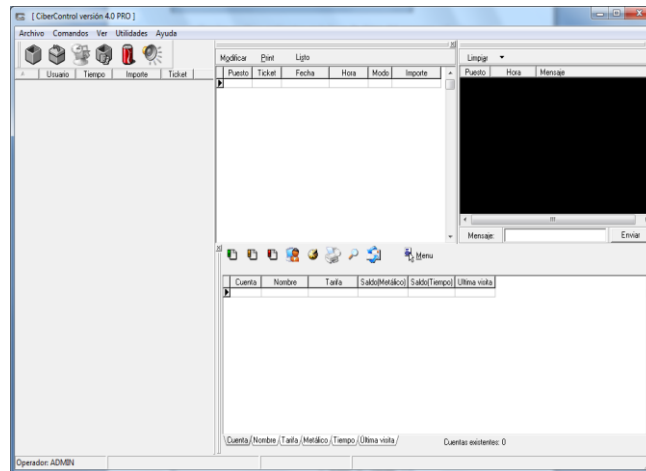 [ CiberControl versión 4.0 PRO ]
Archivo Comandos Ver Utilidades Ayuda
Modificar Print Listo
Limpiar
Usuario Tiempo Importe Ticket
Puesto Ticket Fecha Hora Modo Importe
Puesto Hora Mensaje
Mensaje: Enviar
Menu
Cuenta Nombre Tarifa Saldo(Metálico) Saldo(Tiempo) Ultima visita
Cuenta Nombre Tarifa Metálico Tiempo Última visita
Cuentas existentes: 0
Operador: ADMIN